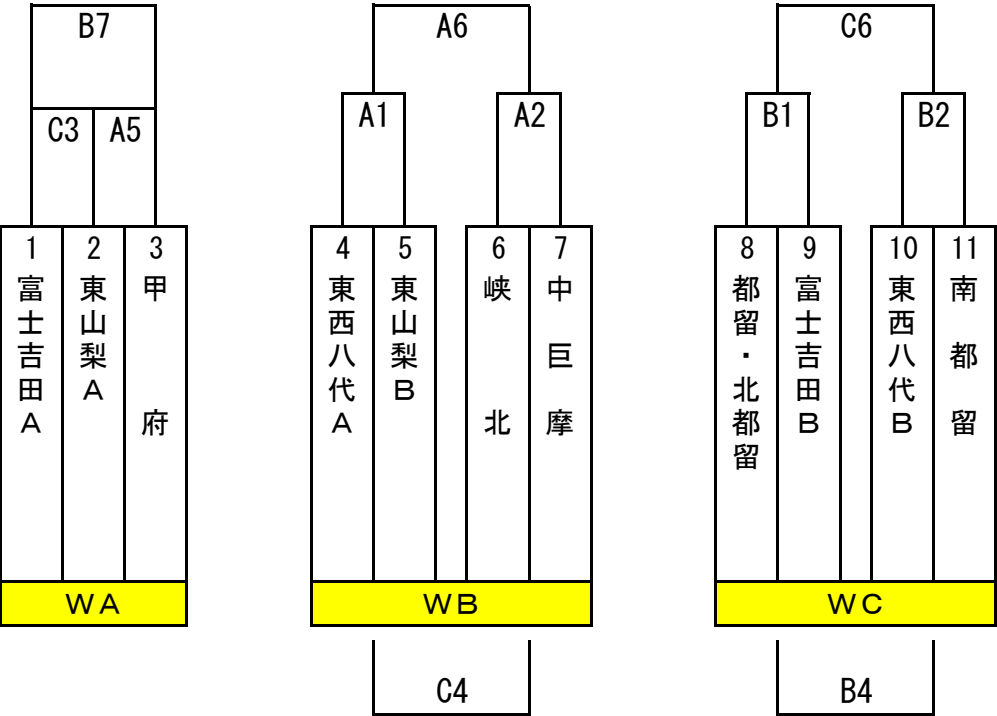 B7
A6
C6
C3
A5
A1
A2
B1
B2
1
2
3
4
5
6
7
8
9
10
11
富士吉田A
東山梨A
甲府
東西八代A
東山梨B
峡北
中巨摩
都留・北都留
富士吉田B
東西八代B
南都留
WA
WB
WC
C4
B4